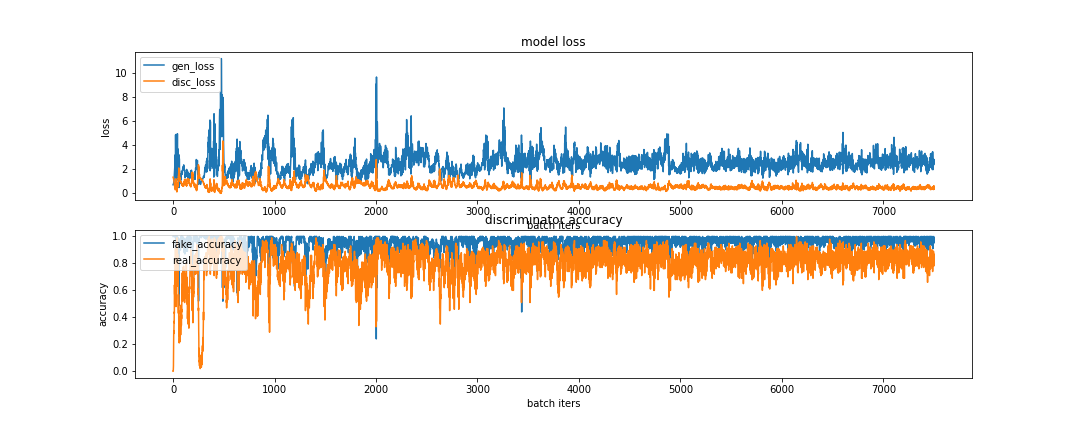 model loss
gen_loss
disc_loss
loss
10
8
6
4
2
0
0 1000 2000 3000 4000 5000 6000 7000
batch iters
discriminator accuracy
fake_accuracy
real_accuracy
accuracy
1.0
0.8
0.6
0.4
0.2
0.0
0 1000 2000 3000 4000 5000 6000 7000
batch iters